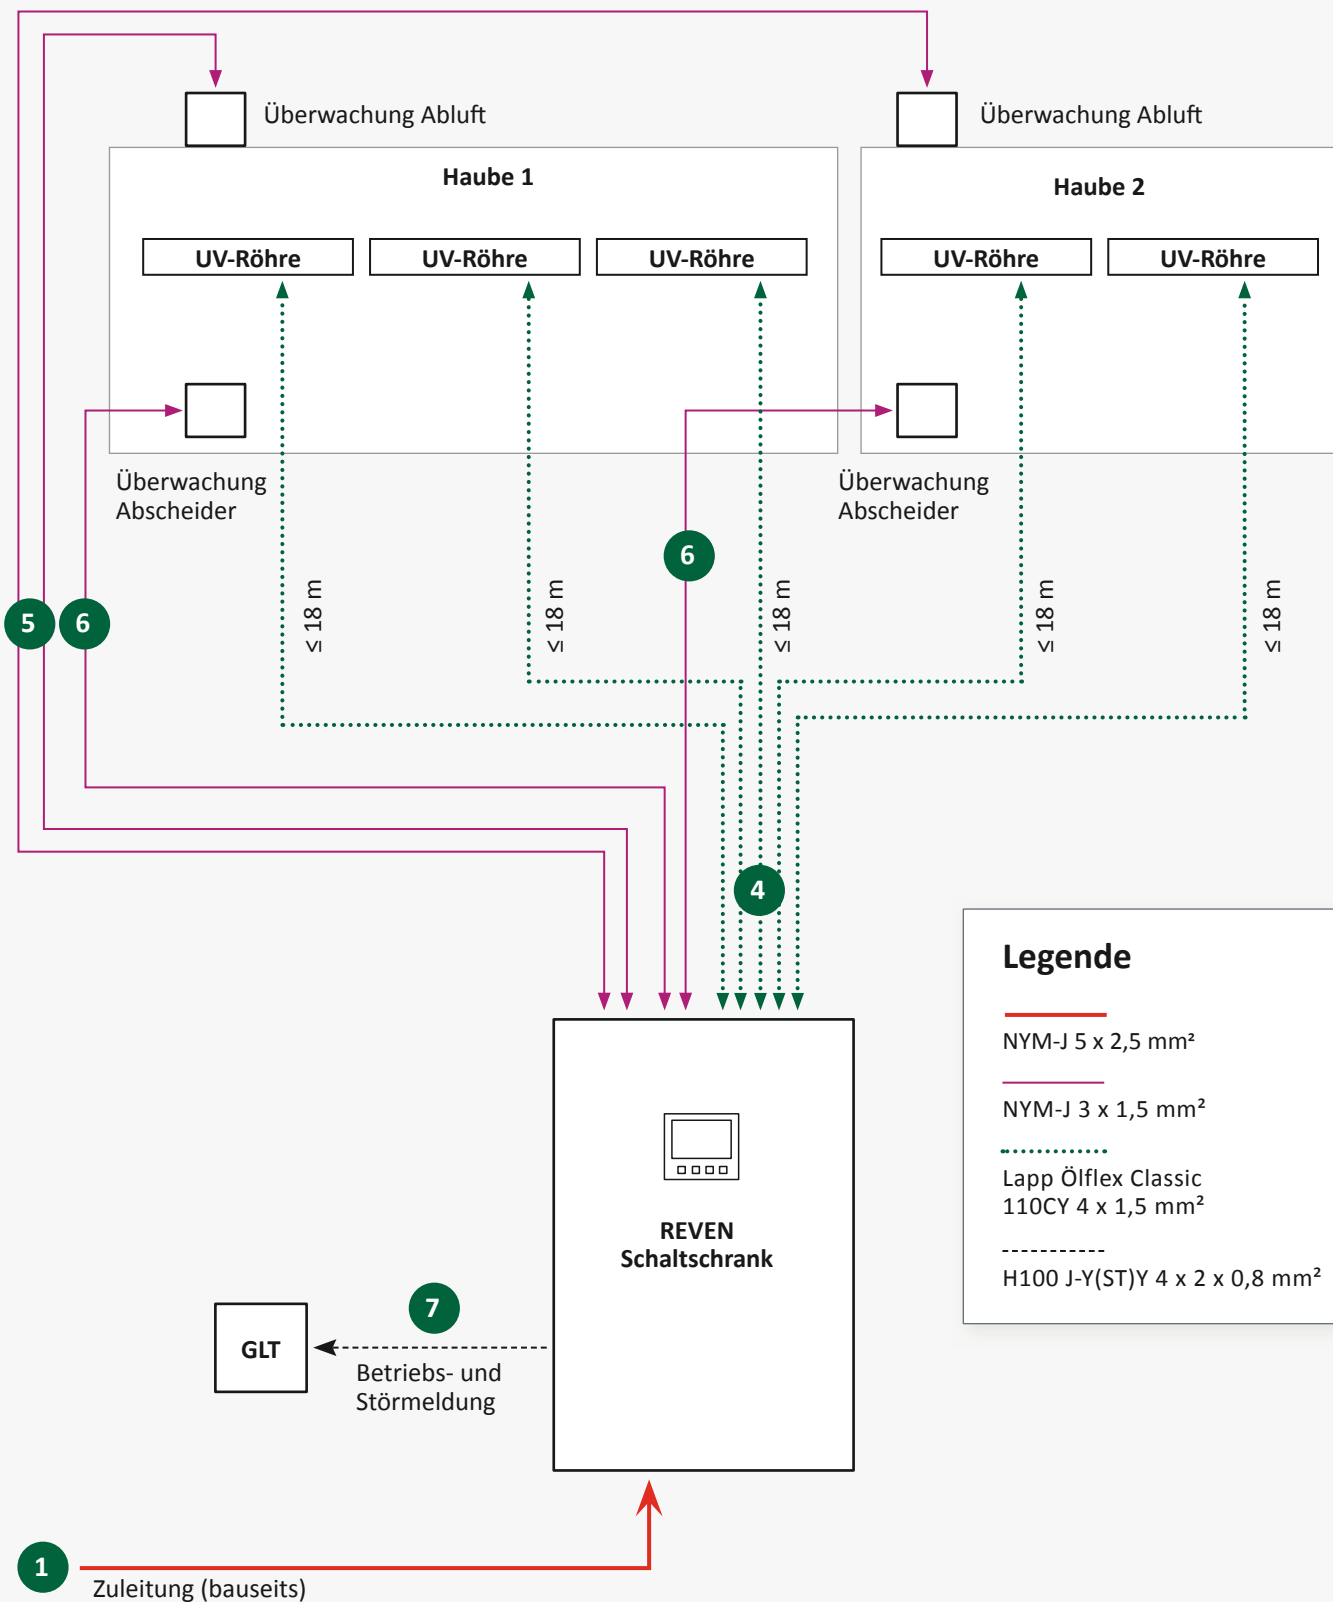 Überwachung Abluft
Überwachung Abluft
Haube 1
Haube 2
UV-Röhre
UV-Röhre
UV-Röhre
UV-Röhre
UV-Röhre
Überwachung
Abscheider
Überwachung
Abscheider
6
5
6
≤ 18 m
≤ 18 m
≤ 18 m
≤ 18 m
≤ 18 m
4
Legende
NYM-J 5 x 2,5 mm²
NYM-J 3 x 1,5 mm²
Lapp Ölflex Classic
110CY 4 x 1,5 mm²
H100 J-Y(ST)Y 4 x 2 x 0,8 mm²
REVEN
Schaltschrank
7
GLT
Betriebs- und
Störmeldung
1
Zuleitung (bauseits)